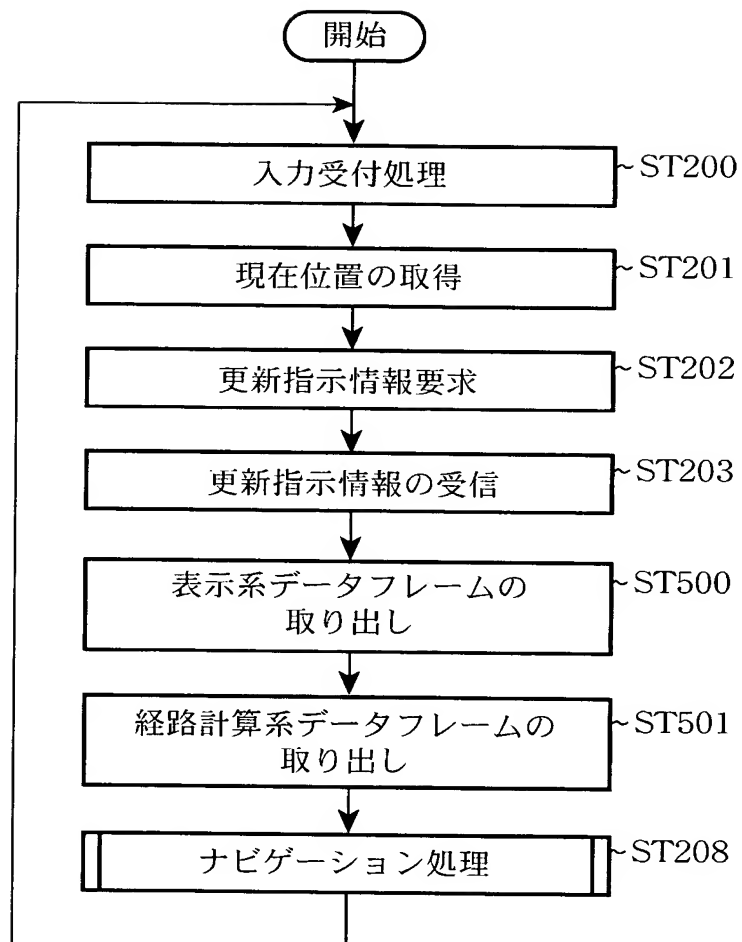 開始
入力受付処理 ~ST200
現在位置の取得 ~ST201
更新指示情報要求 ~ST202
更新指示情報の受信 ~ST203
表示系データフレームの ~ST500
取り出し
経路計算系データフレームの ~ST501
取り出し
ナビゲーション処理 ~ST208